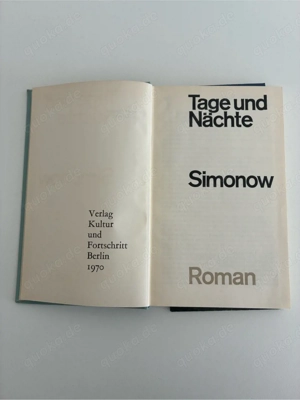 Verlag
Kultur
und
Fortschritt
Berlin
1970
Tage und
Nächte
Simonow
Roman